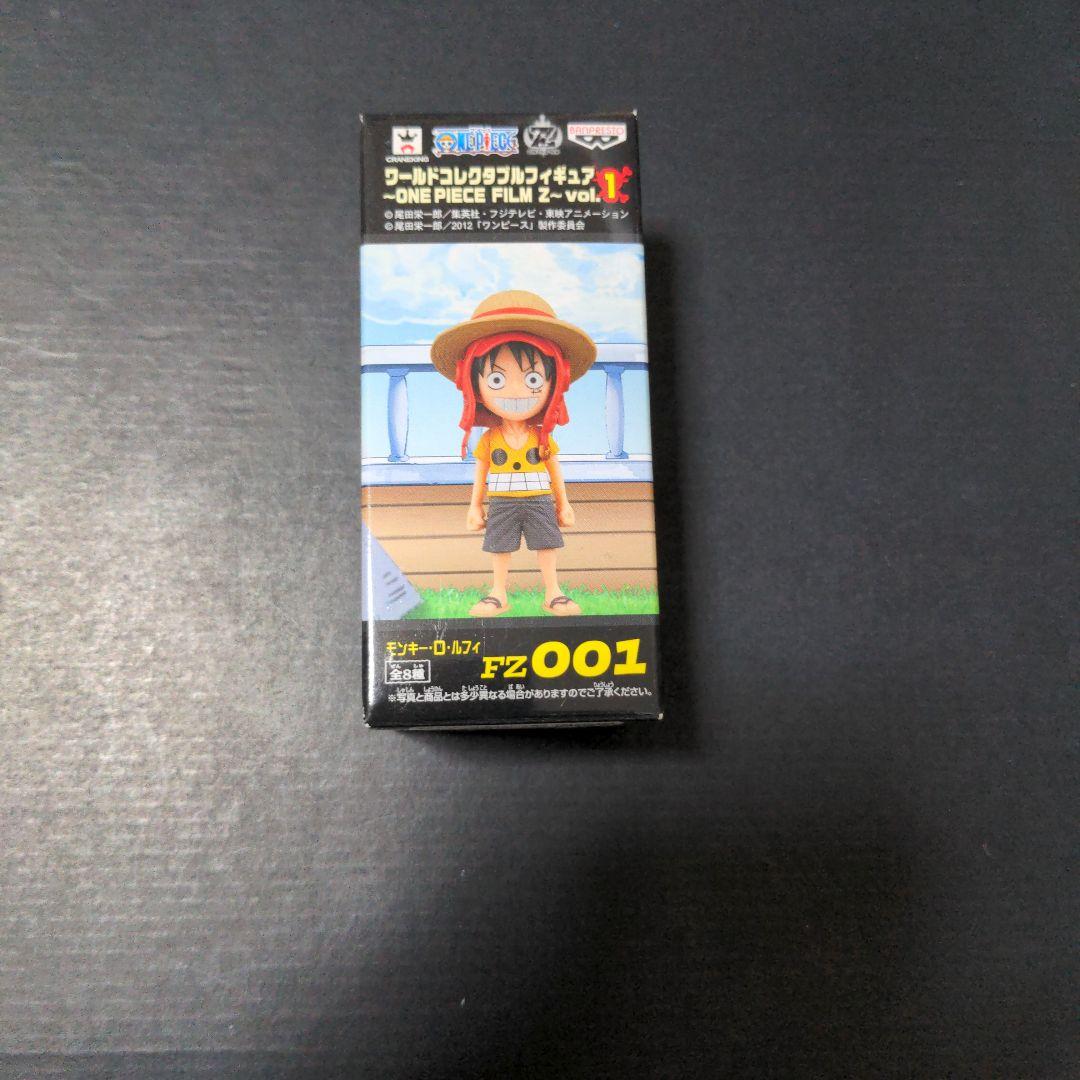 CRANEKING
ONE PIECE
BANPRESTO
ワールドコレクタブルフィギュア
~ONE PIECE FILM Z~ vol.1
©尾田栄一郎／集英社・フジテレビ・東映アニメーション
©尾田栄一郎／2012「ワンピース」製作委員会
モンキー・D・ルフィ
FZ001
全8種
※写真と商品とは多少異なる場合がありますのでご了承ください。